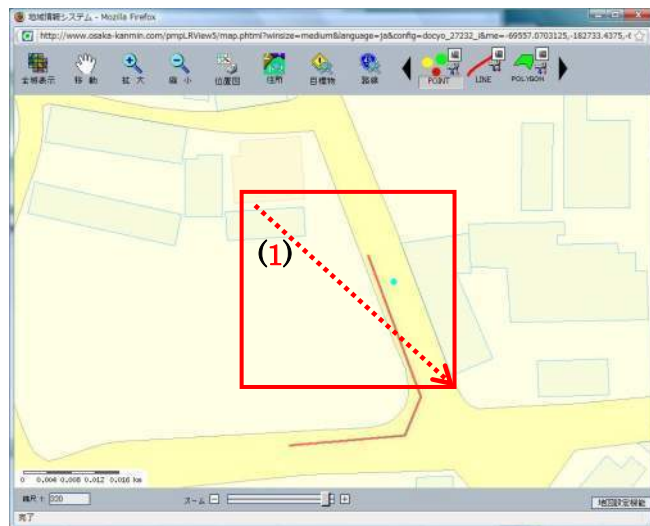 地域情報システム - Mozilla Firefox
http://www.osaka-kanmin.com/pmpLRView5/map.phtml?winsize=medium&language=ja&config=docyo_27232_i&me=-69557.0703125,-182733.4375,-6
全域表示 移動 拡大 縮小 位置図 住所 目標物 路線 POINT LINE POLYGON
(1)
0 0.004 0.008 0.012 0.016 km
縮尺 1: 330 ズーム 地図設定機能
完了